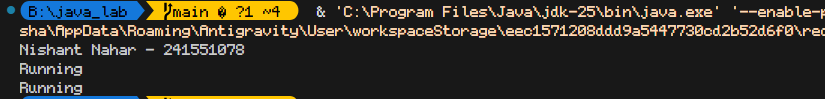 B:\java_lab main @ ?1 ~4 & 'C:\Program Files\Java\jdk-25\bin\java.exe' '--enable-p
sha\AppData\Roaming\Antigravity\User\workspaceStorage\eec1571208ddd9a5447730cd2b52d6f0\red
Nishant Nahar - 241551078
Running
Running